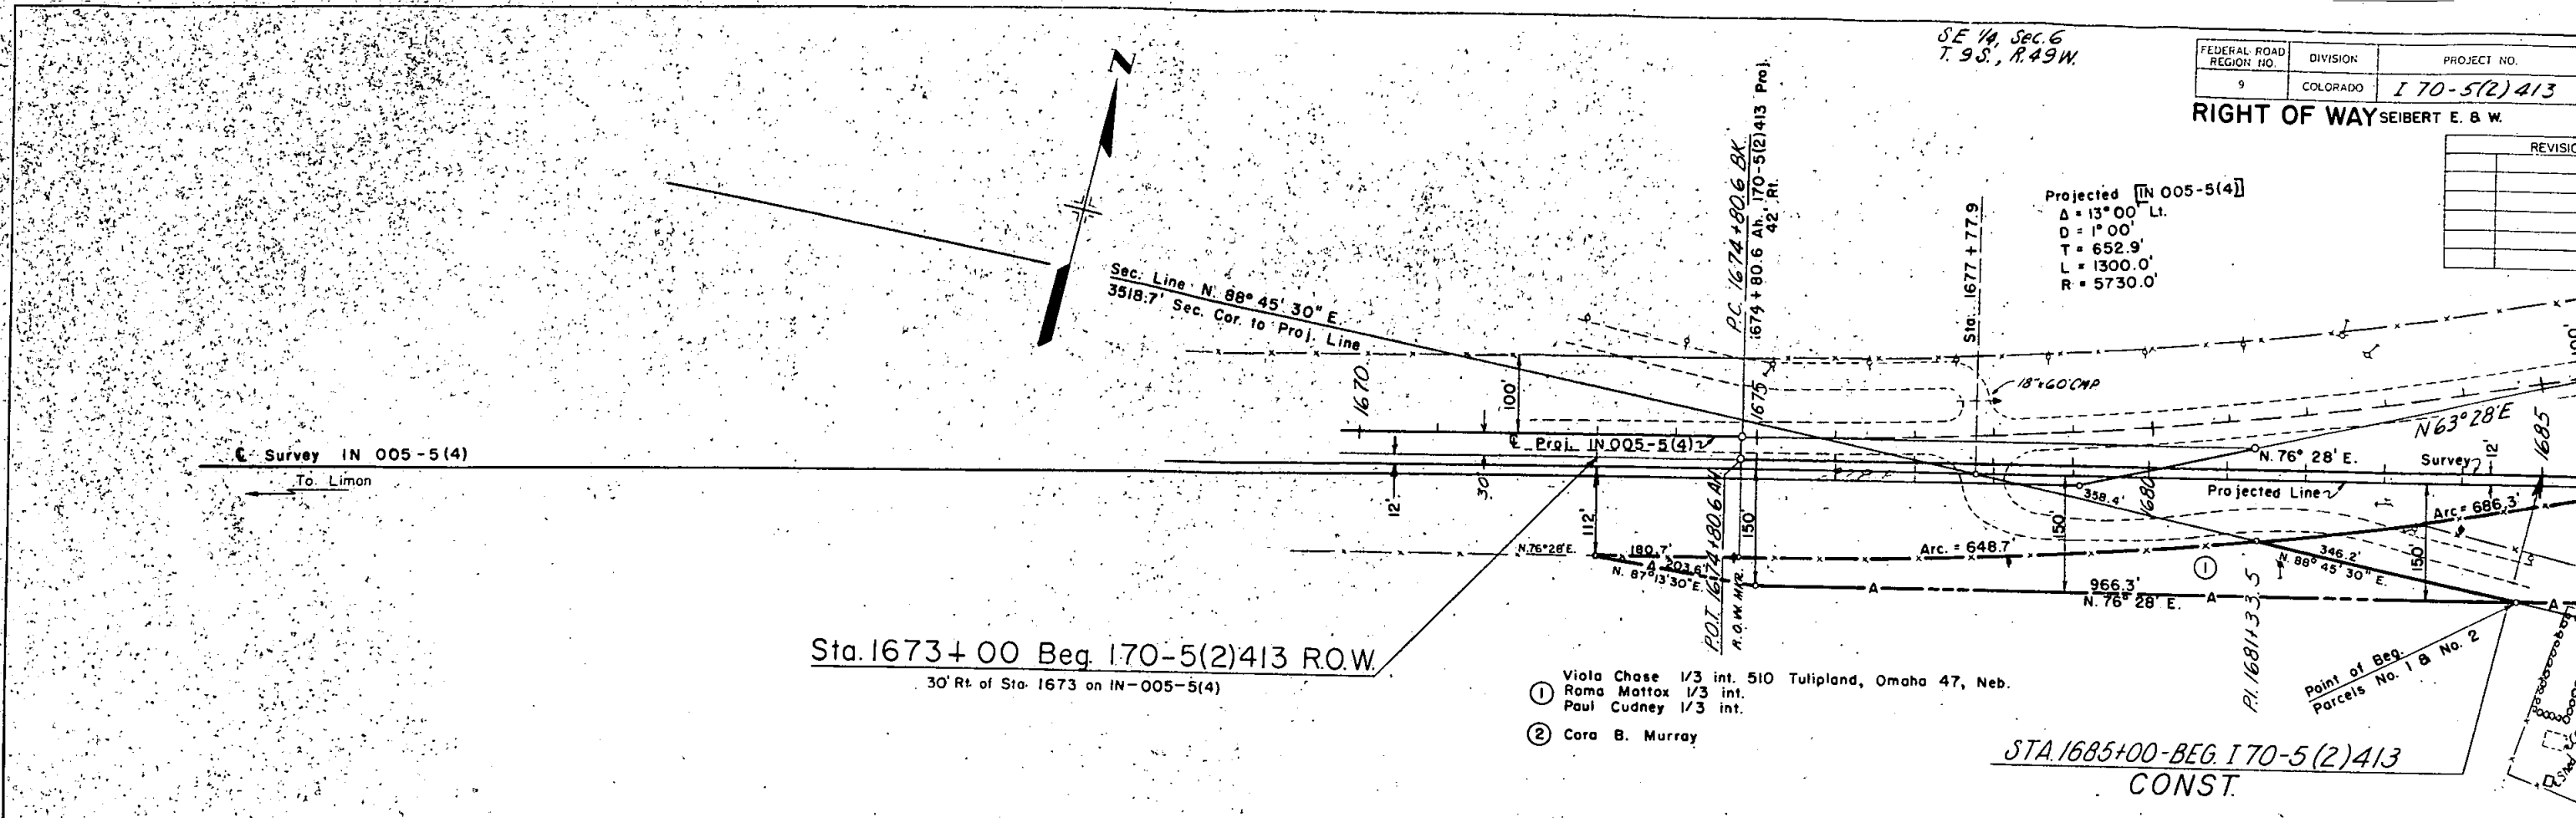 SE 1/4, Sec. 6
T. 9 S., R. 49 W.
FEDERAL ROAD REGION NO.
DIVISION
PROJECT NO.
9
COLORADO
I 70-5(2) 413
RIGHT OF WAY SEIBERT E. & W.
N
Projected [IN 005-5(4)]
Δ = 13° 00' Lt.
D = 1° 00'
T = 652.9'
L = 1300.0'
R = 5730.0'
P.C. 1674+80.6 BK.
1674+80.6 Ah. 170-5(2)413 Proj.
42' Rt.
Sta. 1677+77.9
Sec. Line N. 88° 45' 30" E.
3518.7' Sec. Cor. to Proj. Line
1670
100'
1675
18"x60' CMP
100'
N 63° 28' E
1685
℄ Survey IN 005-5(4)
To Limon
℄ Proj. IN 005-5(4)
N. 76° 28' E.
Survey
12'
12'
30'
358.4'
1680
Projected Line
Arc = 686.3'
112'
150'
150'
150'
N. 76° 28' E.
180.7'
Arc. = 648.7'
A 203.6'
N. 87° 13' 30" E.
A
966.3'
N. 76° 28' E.
A
346.2'
N. 88° 45' 30" E.
A
1
P.O.T. 1674+80.6 AH.
R.O.W. MKR.
P.I. 1681+33.5
Sta. 1673+00 Beg. 170-5(2)413 R.O.W.
30' Rt. of Sta. 1673 on IN-005-5(4)
1 Viola Chase 1/3 int. 510 Tulipland, Omaha 47, Neb.
Roma Mattox 1/3 int.
Paul Cudney 1/3 int.
2 Cora B. Murray
Point of Beg.
Parcels No. 1 & No. 2
STA. 1685+00-BEG. I 70-5(2)413
CONST.
Shed